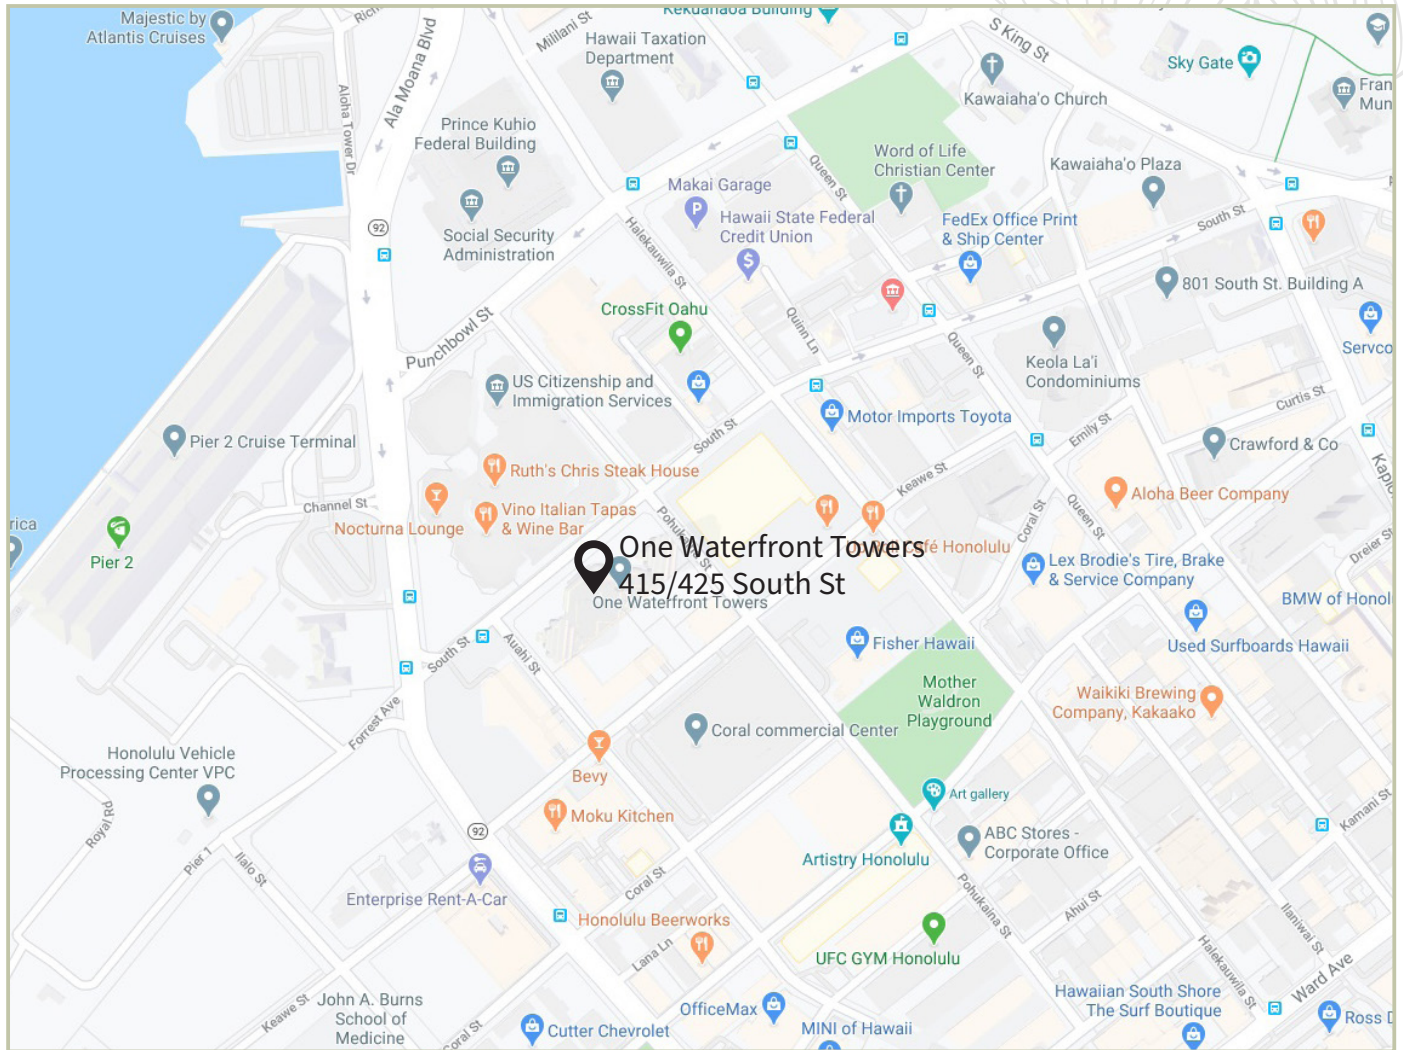 Majestic by
Atlantis Cruises
Ala Moana Blvd
Aloha Tower Dr
Mililani St
Kekuanaoa Building
Hawaii Taxation
Department
S King St
Sky Gate
Kawaiaha'o Church
Fran
Mun
Prince Kuhio
Federal Building
Word of Life
Christian Center
Kawaiaha'o Plaza
Queen St
Makai Garage
Hawaii State Federal
Credit Union
FedEx Office Print
& Ship Center
South St
92
Social Security
Administration
Halekauwila St
801 South St. Building A
CrossFit Oahu
Quinn Ln
Punchbowl St
Queen St
Keola La'i
Condominiums
Servco
US Citizenship and
Immigration Services
Motor Imports Toyota
Curtis St
South St
Emily St
Crawford & Co
Pier 2 Cruise Terminal
Ruth's Chris Steak House
Keawe St
Kapio
Aloha Beer Company
Channel St
Nocturna Lounge
Vino Italian Tapas
& Wine Bar
Coral St
Queen St
rica
Pier 2
One Waterfront Towers
415/425 South St
One Waterfront Towers
afé Honolulu
Lex Brodie's Tire, Brake
& Service Company
Dreier St
BMW of Honol
Used Surfboards Hawaii
South St
Auahi St
Fisher Hawaii
Mother
Waldron
Playground
Waikiki Brewing
Company, Kakaako
Forrest Ave
Coral commercial Center
Honolulu Vehicle
Processing Center VPC
Bevy
Art gallery
Moku Kitchen
Kamani St
Royal Rd
92
Pier 1
Ilalo St
ABC Stores -
Corporate Office
Artistry Honolulu
Enterprise Rent-A-Car
Coral St
Pohukaina St
Ahui St
Honolulu Beerworks
Ilaniwai St
Lana Ln
UFC GYM Honolulu
Halekauwila St
Ward Ave
Keawe St
John A. Burns
School of
Medicine
Coral St
Cutter Chevrolet
OfficeMax
MINI of Hawaii
Hawaiian South Shore
The Surf Boutique
Ross D